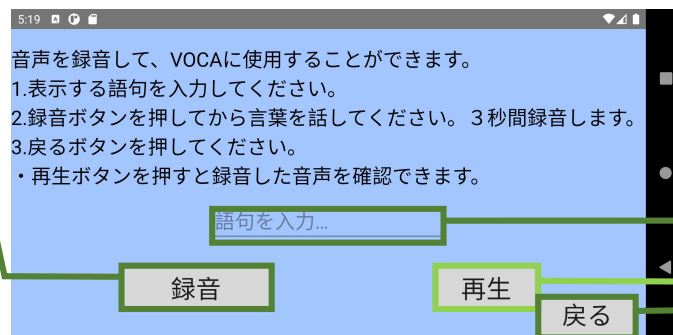 5:19
音声を録音して、VOCAに使用することができます。
1.表示する語句を入力してください。
2.録音ボタンを押してから言葉を話してください。３秒間録音します。
3.戻るボタンを押してください。
・再生ボタンを押すと録音した音声を確認できます。
語句を入力...
録音
再生
戻る